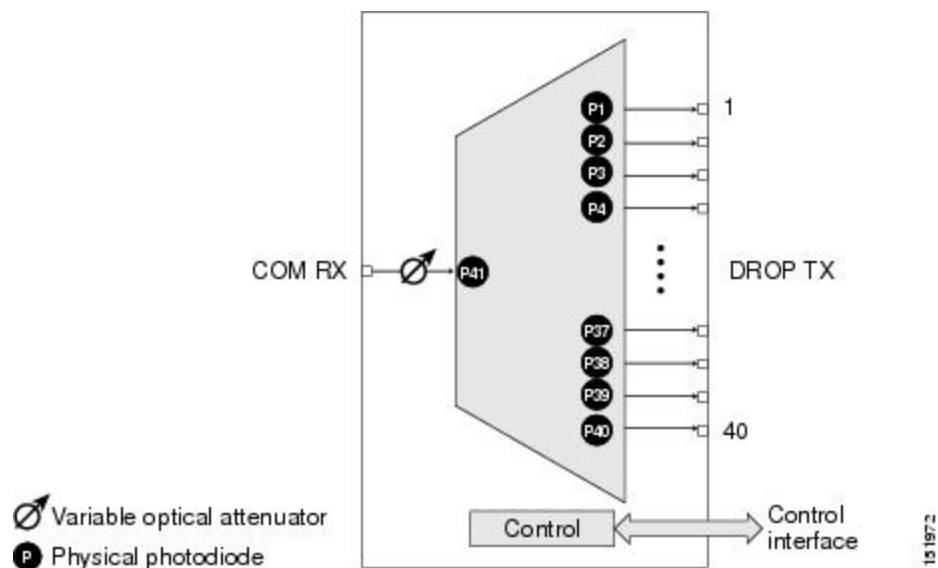 P1
1
P2
P3
P4
COM RX
P41
DROP TX
P37
P38
P39
P40
40
Variable optical attenuator
Control
Control
interface
P
Physical photodiode
151972